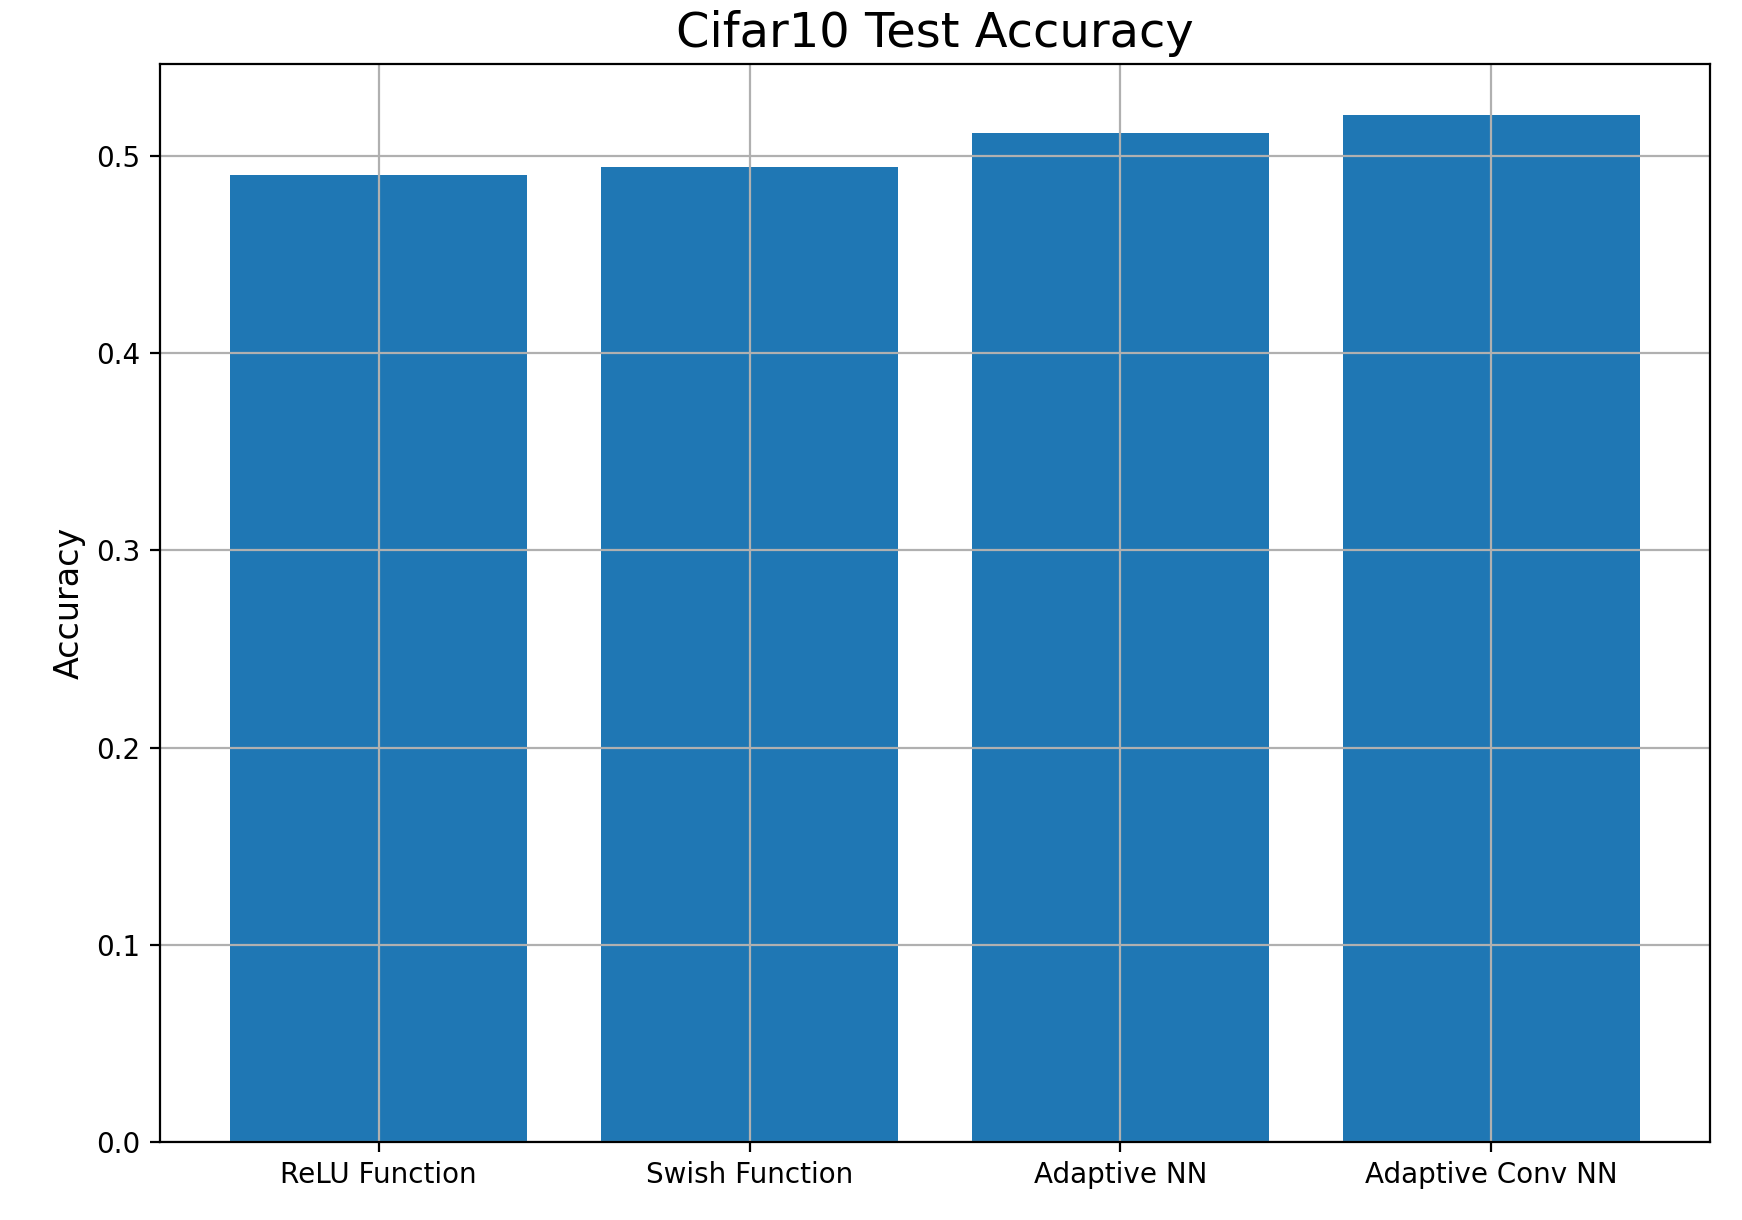 Cifar10 Test Accuracy
Accuracy
0.5
0.4
0.3
0.2
0.1
0.0
ReLU Function
Swish Function
Adaptive NN
Adaptive Conv NN